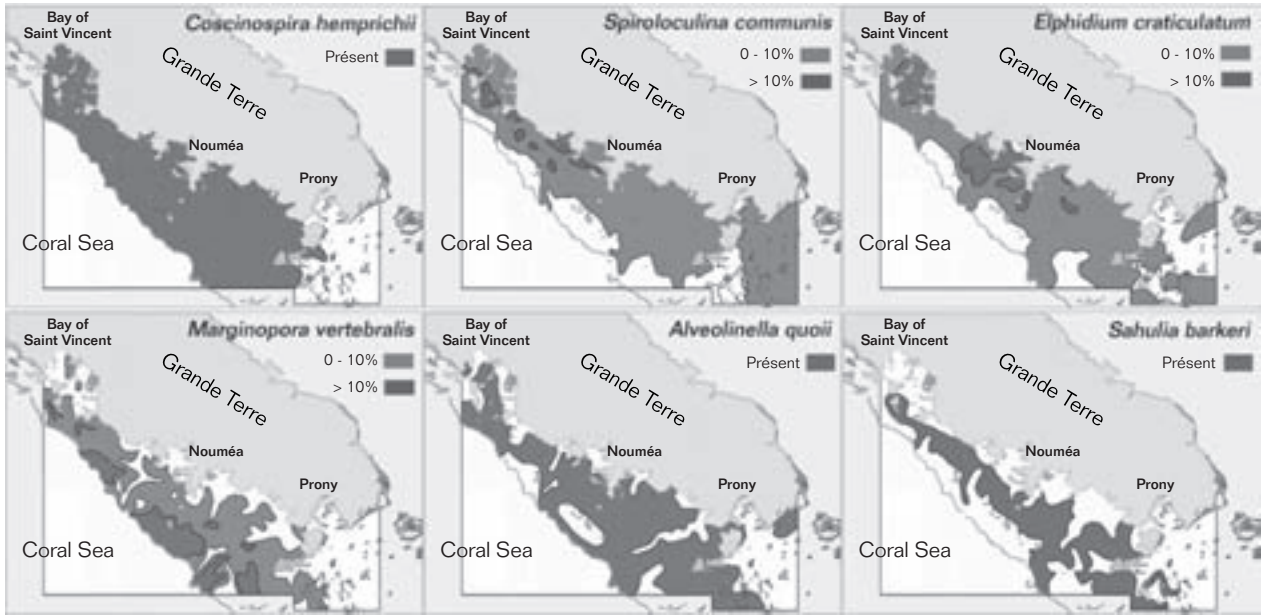 Bay of
Saint Vincent
Coscinospira hemprichii
Présent
Grande Terre
Nouméa
Prony
Coral Sea
Bay of
Saint Vincent
Spiroloculina communis
0 - 10%
> 10%
Grande Terre
Nouméa
Prony
Coral Sea
Bay of
Saint Vincent
Elphidium craticulatum
0 - 10%
> 10%
Grande Terre
Nouméa
Prony
Coral Sea
Bay of
Saint Vincent
Marginopora vertebralis
0 - 10%
> 10%
Grande Terre
Nouméa
Prony
Coral Sea
Bay of
Saint Vincent
Alveolinella quoii
Présent
Grande Terre
Nouméa
Prony
Coral Sea
Bay of
Saint Vincent
Sahulia barkeri
Présent
Grande Terre
Nouméa
Prony
Coral Sea